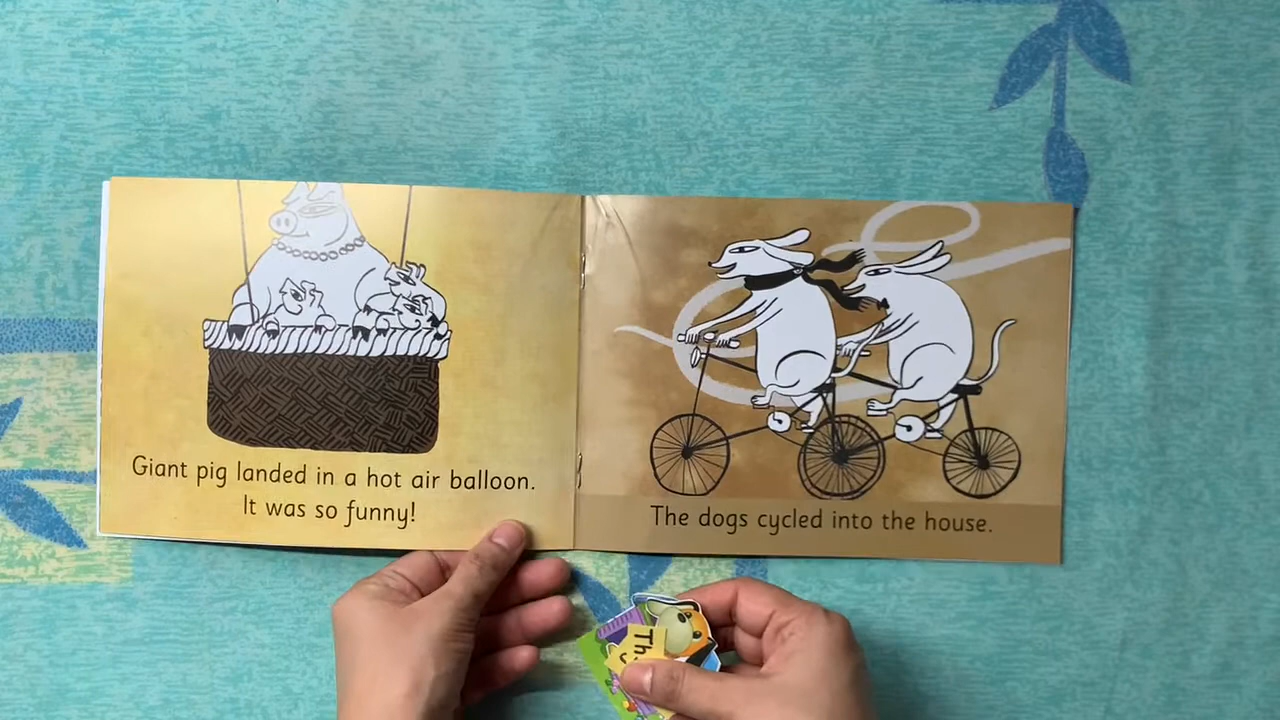 Giant pig landed in a hot air balloon.
It was so funny!
The dogs cycled into the house.